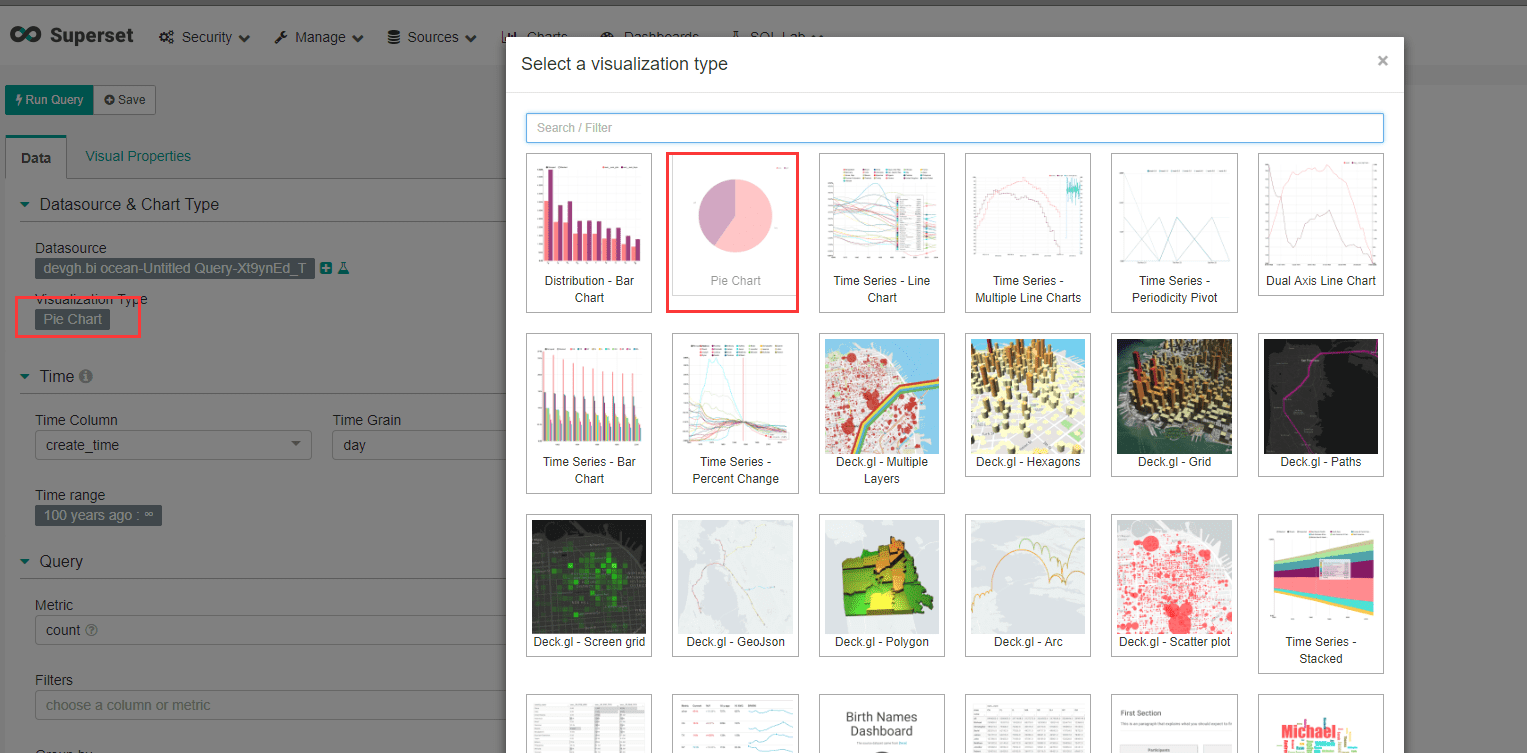 Superset
Security
Manage
Sources
Charts
Dashboards
SQL Lab
Select a visualization type
×
Run Query
Save
Search / Filter
Data
Visual Properties
Datasource & Chart Type
Datasource
devgh.bi ocean-Untitled Query-Xt9ynEd_T
Visualization Type
Pie Chart
Time
Time Column
Time Grain
create_time
day
Time range
100 years ago : ∞
Query
Metric
count
Filters
choose a column or metric
Group by
Distribution - Bar
Chart
Pie Chart
Time Series - Line
Chart
Time Series -
Multiple Line Charts
Time Series -
Periodicity Pivot
Dual Axis Line Chart
Time Series - Bar
Chart
Time Series -
Percent Change
Deck.gl - Multiple
Layers
Deck.gl - Hexagons
Deck.gl - Grid
Deck.gl - Paths
Deck.gl - Screen grid
Deck.gl - GeoJson
Deck.gl - Polygon
Deck.gl - Arc
Deck.gl - Scatter plot
Time Series -
Stacked
Birth Names
Dashboard
First Section
Participants
Michael